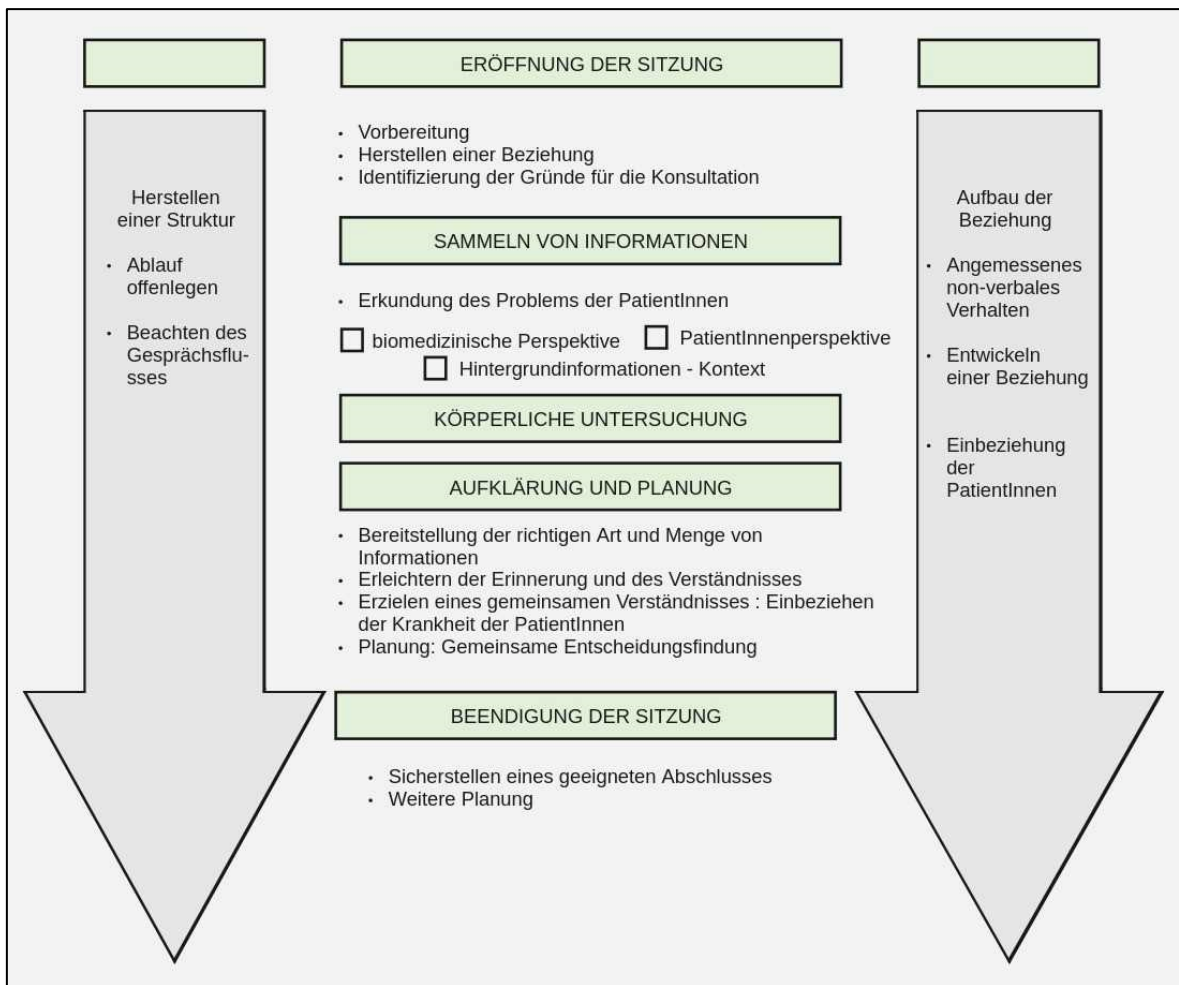 ERÖFFNUNG DER SITZUNG
• Vorbereitung
• Herstellen einer Beziehung
• Identifizierung der Gründe für die Konsultation
Herstellen
einer Struktur
• Ablauf
offenlegen
• Beachten des
Gesprächsflu-
sses
SAMMELN VON INFORMATIONEN
• Erkundung des Problems der PatientInnen
biomedizinische Perspektive
PatientInnenperspektive
Hintergrundinformationen - Kontext
KÖRPERLICHE UNTERSUCHUNG
AUFKLÄRUNG UND PLANUNG
• Bereitstellung der richtigen Art und Menge von
Informationen
• Erleichtern der Erinnerung und des Verständnisses
• Erzielen eines gemeinsamen Verständnisses : Einbeziehen
der Krankheit der PatientInnen
• Planung: Gemeinsame Entscheidungsfindung
BEENDIGUNG DER SITZUNG
• Sicherstellen eines geeigneten Abschlusses
• Weitere Planung
Aufbau der
Beziehung
• Angemessenes
non-verbales
Verhalten
• Entwickeln
einer Beziehung
• Einbeziehung
der
PatientInnen